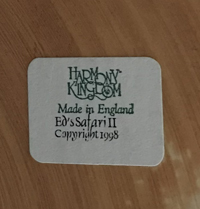 HARMONY
KINGDOM
Made in England
Ed's Safari II
Copyright 1998